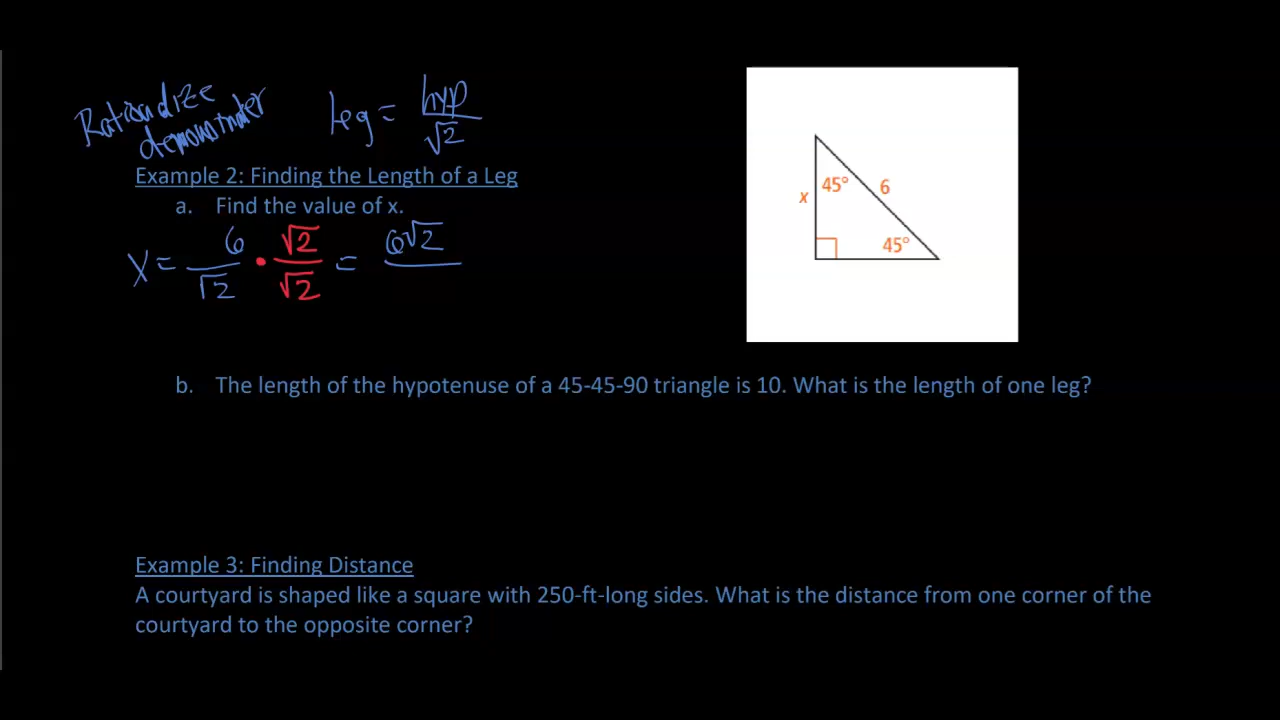 Rationalize
demoninater
leg = hyp
√2
Example 2: Finding the Length of a Leg
a. Find the value of x.
x = 6/√2 • √2/√2 = 6√2
b. The length of the hypotenuse of a 45-45-90 triangle is 10. What is the length of one leg?
Example 3: Finding Distance
A courtyard is shaped like a square with 250-ft-long sides. What is the distance from one corner of the
courtyard to the opposite corner?
45°
6
x
45°